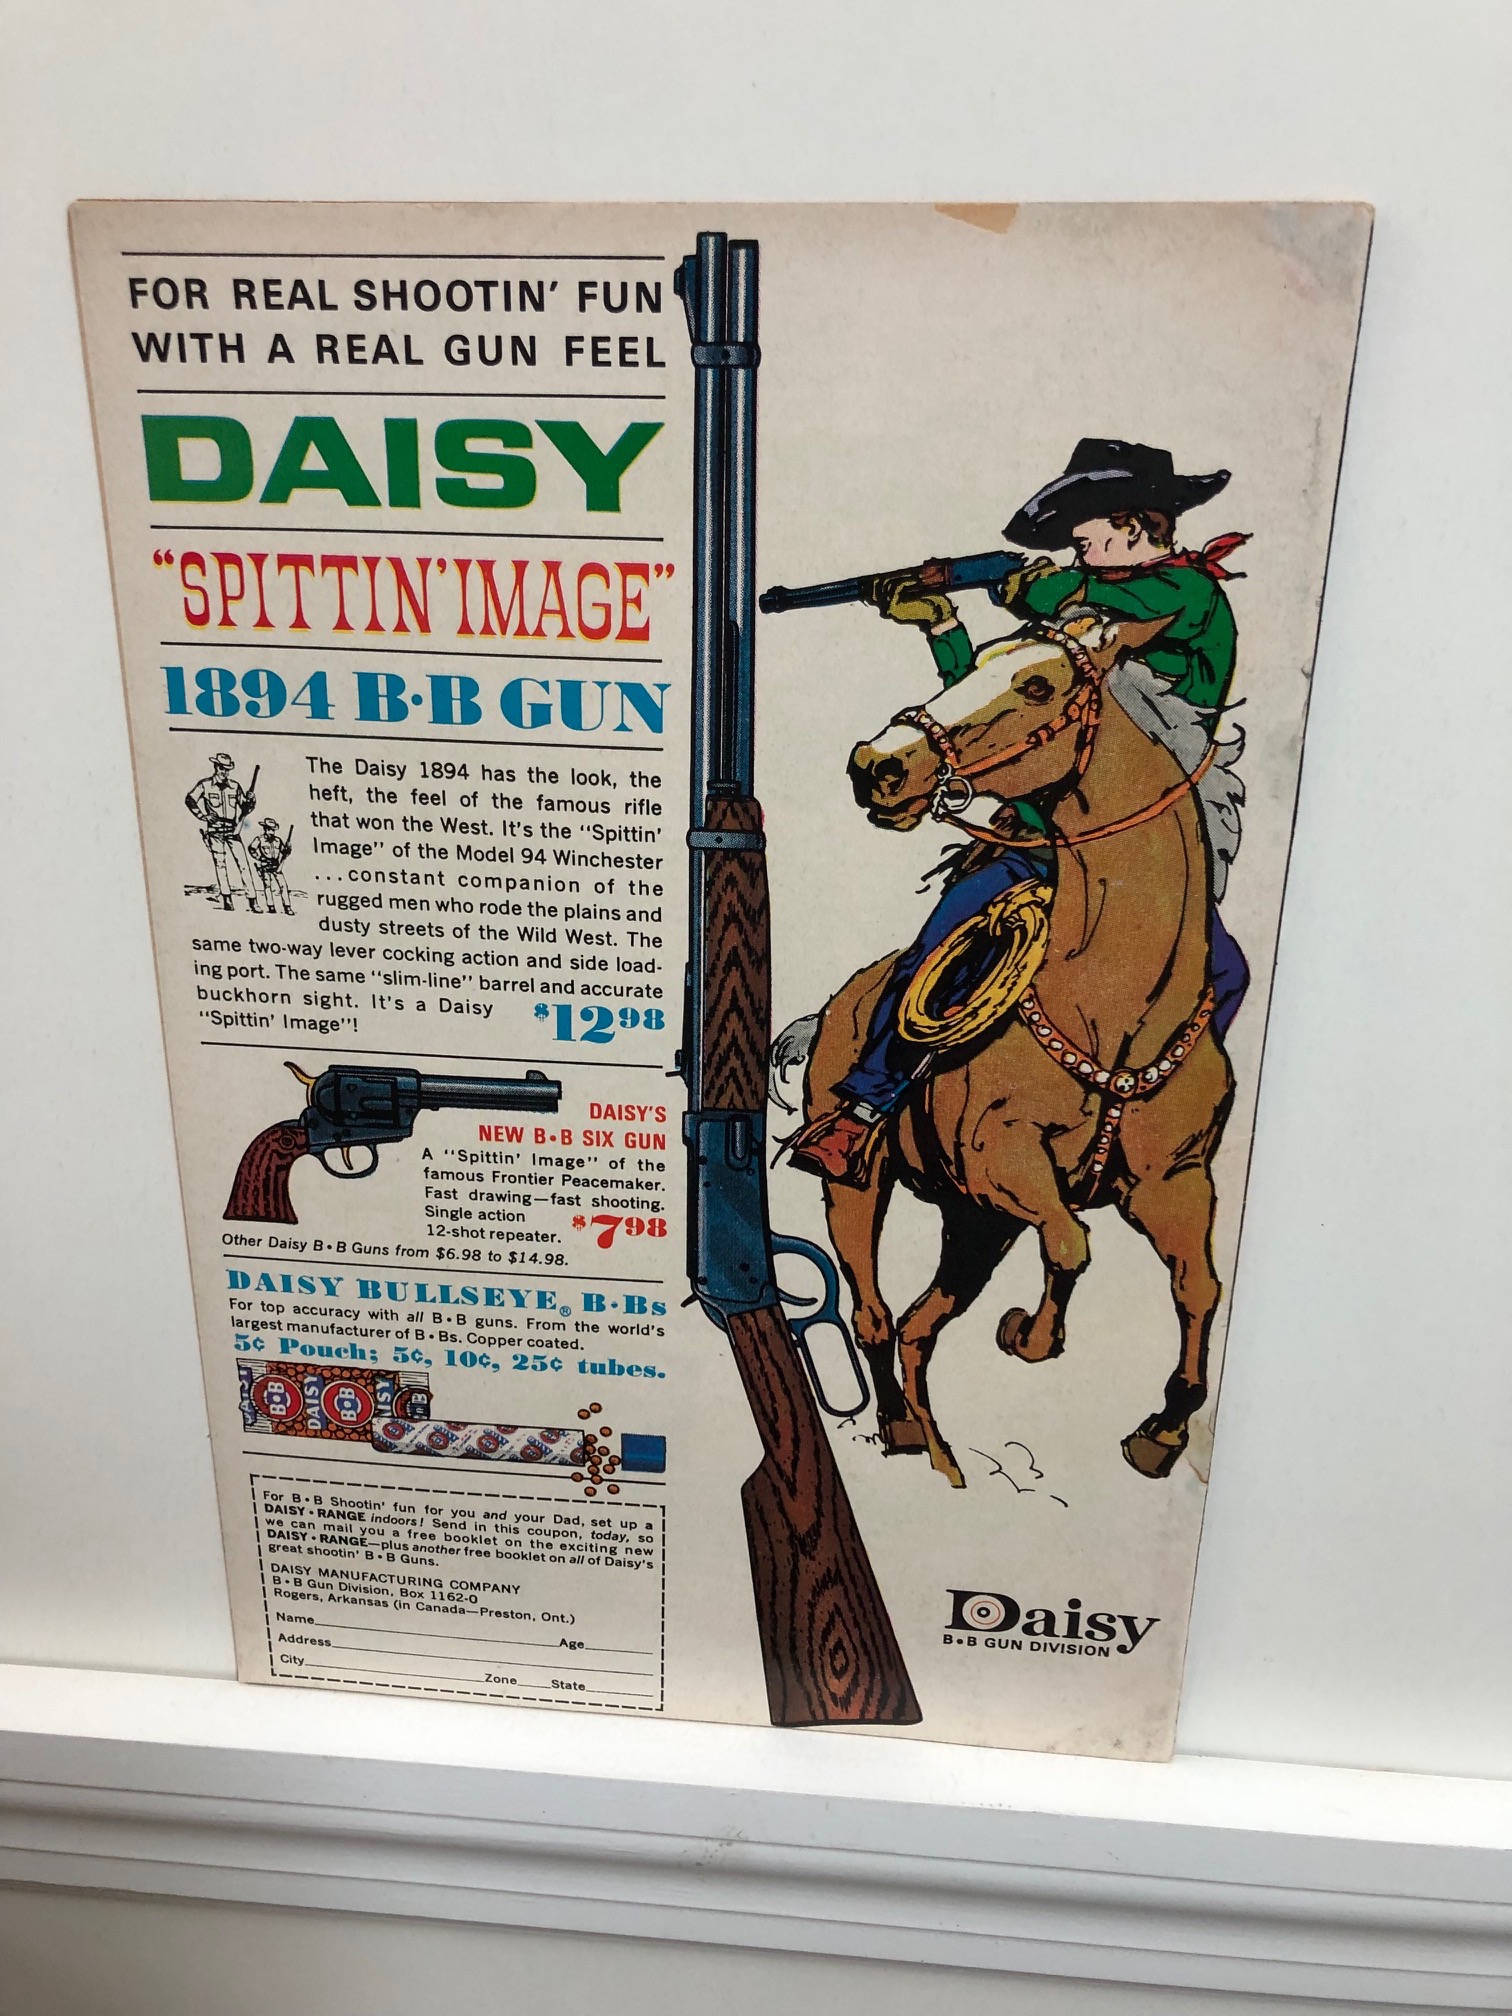 FOR REAL SHOOTIN' FUN
WITH A REAL GUN FEEL
DAISY
"SPITTIN' IMAGE"
1894 B•B GUN
The Daisy 1894 has the look, the
heft, the feel of the famous rifle
that won the West. It's the "Spittin'
Image" of the Model 94 Winchester
...constant companion of the
rugged men who rode the plains and
dusty streets of the Wild West. The
same two-way lever cocking action and side load-
ing port. The same "slim-line" barrel and accurate
buckhorn sight. It's a Daisy
"Spittin' Image"!
$12 98
DAISY'S
NEW B•B SIX GUN
A "Spittin' Image" of the
famous Frontier Peacemaker.
Fast drawing—fast shooting.
Single action
12-shot repeater.
$7 98
Other Daisy B•B Guns from $6.98 to $14.98.
DAISY BULLSEYE® B•Bs
For top accuracy with all B•B guns. From the world's
largest manufacturer of B•Bs. Copper coated.
5¢ Pouch; 5¢, 10¢, 25¢ tubes.
DAISY B•B DAISY B•B
For B•B Shootin' fun for you and your Dad, set up a
DAISY•RANGE indoors! Send in this coupon, today, so
we can mail you a free booklet on the exciting new
DAISY•RANGE—plus another free booklet on all of Daisy's
great shootin' B•B Guns.
DAISY MANUFACTURING COMPANY
B•B Gun Division, Box 1162-O
Rogers, Arkansas (in Canada—Preston, Ont.)
Name Age
Address
City Zone State
Daisy
B•B GUN DIVISION